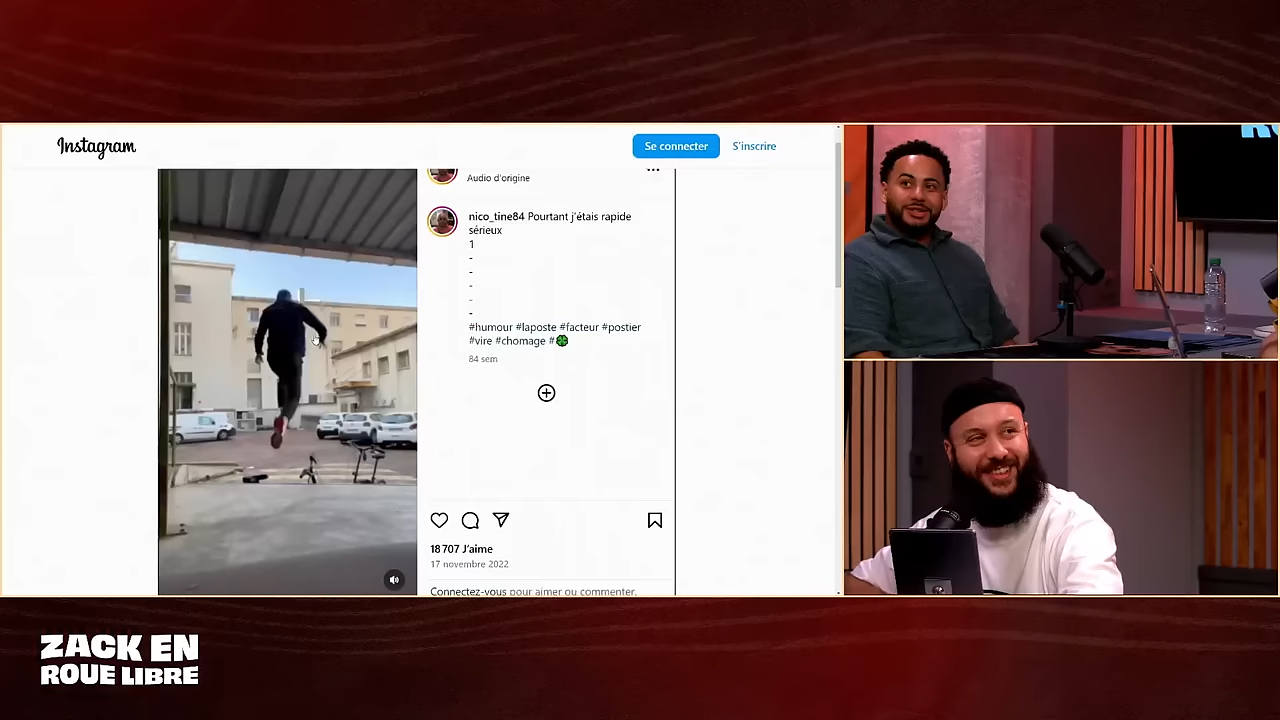 Instagram
Se connecter
S'inscrire
Audio d'origine
nico_tine84 Pourtant j'étais rapide
sérieux
1
-
-
-
-
-
#humour #laposte #facteur #postier
#vire #chomage #🍀
84 sem
18 707 J'aime
17 novembre 2022
Connectez-vous pour aimer ou commenter.
ZACK EN
ROUE LIBRE